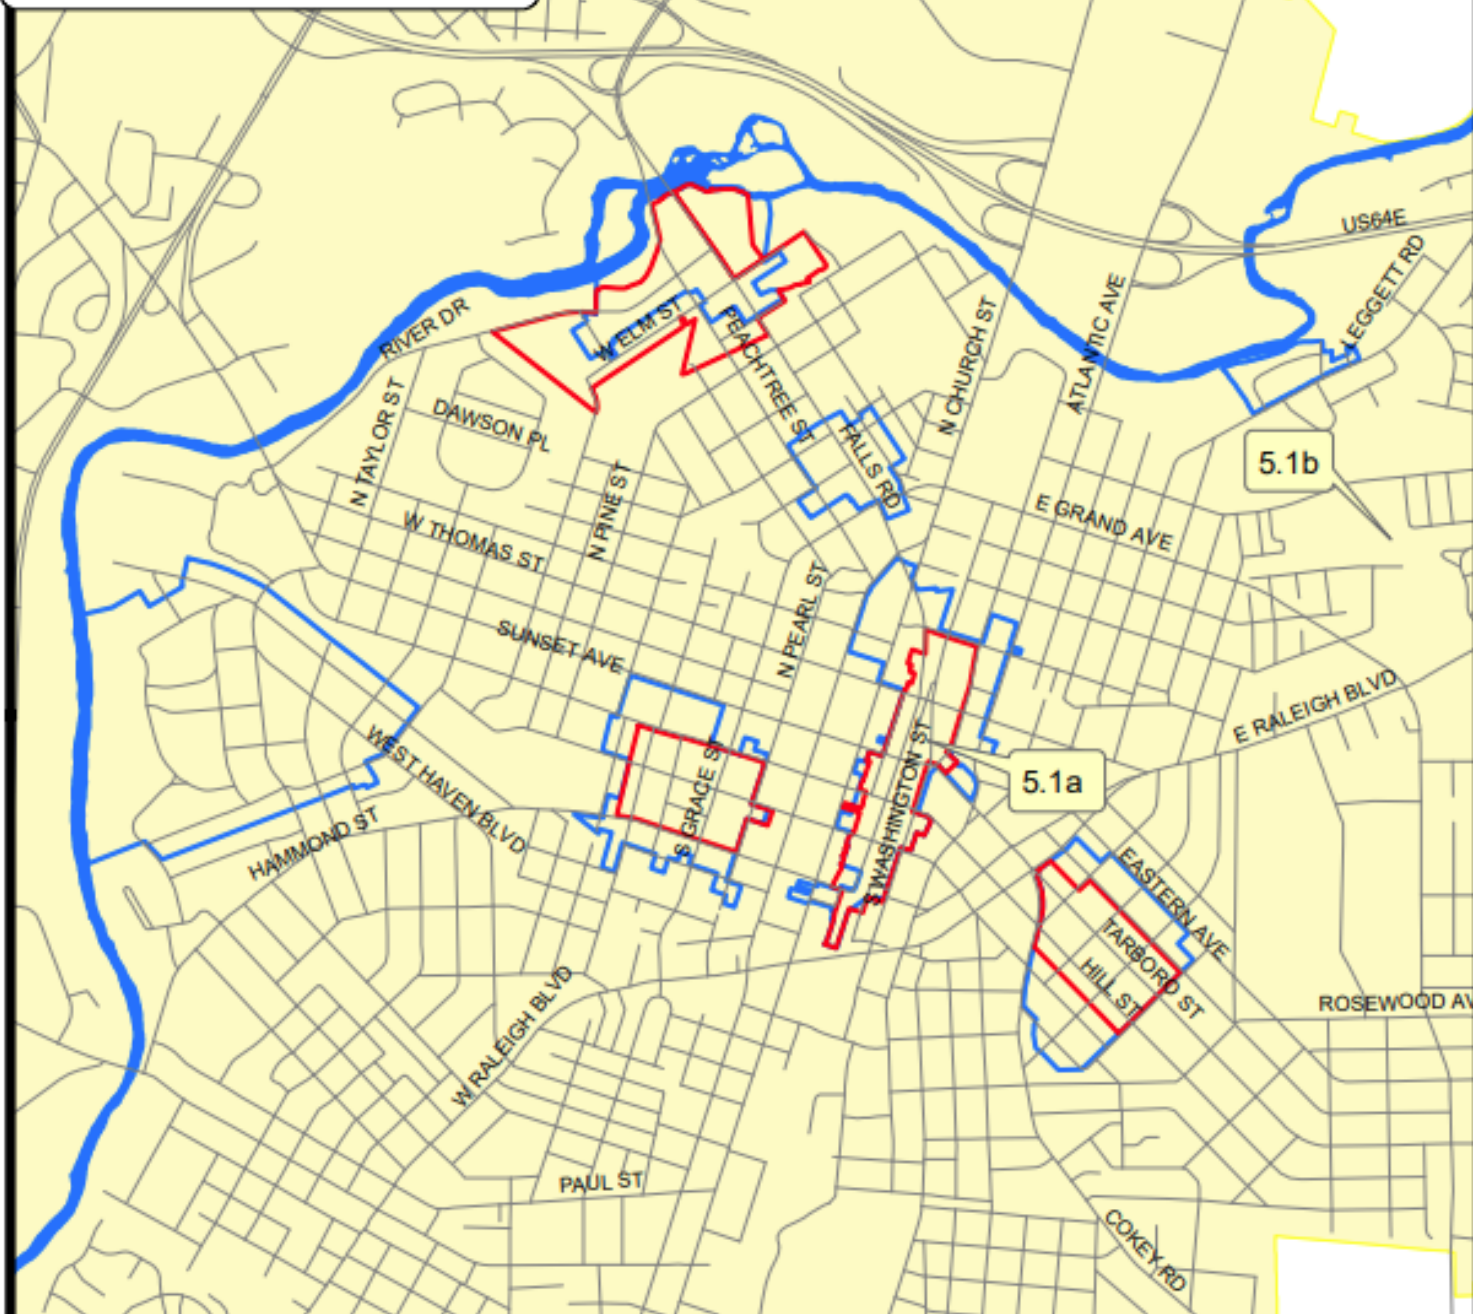 US64E
LEGGETT RD
RIVER DR
W ELM ST
PEACHTREE ST
N CHURCH ST
ATLANTIC AVE
N TAYLOR ST
DAWSON PL
FALLS RD
5.1b
N PINE ST
E GRAND AVE
W THOMAS ST
N PEARL ST
SUNSET AVE
E RALEIGH BLVD
WEST HAVEN BLVD
S GRACE ST
S WASHINGTON ST
5.1a
HAMMOND ST
EASTERN AVE
TARBORO ST
HILL ST
ROSEWOOD AV
W RALEIGH BLVD
PAUL ST
COKEY RD